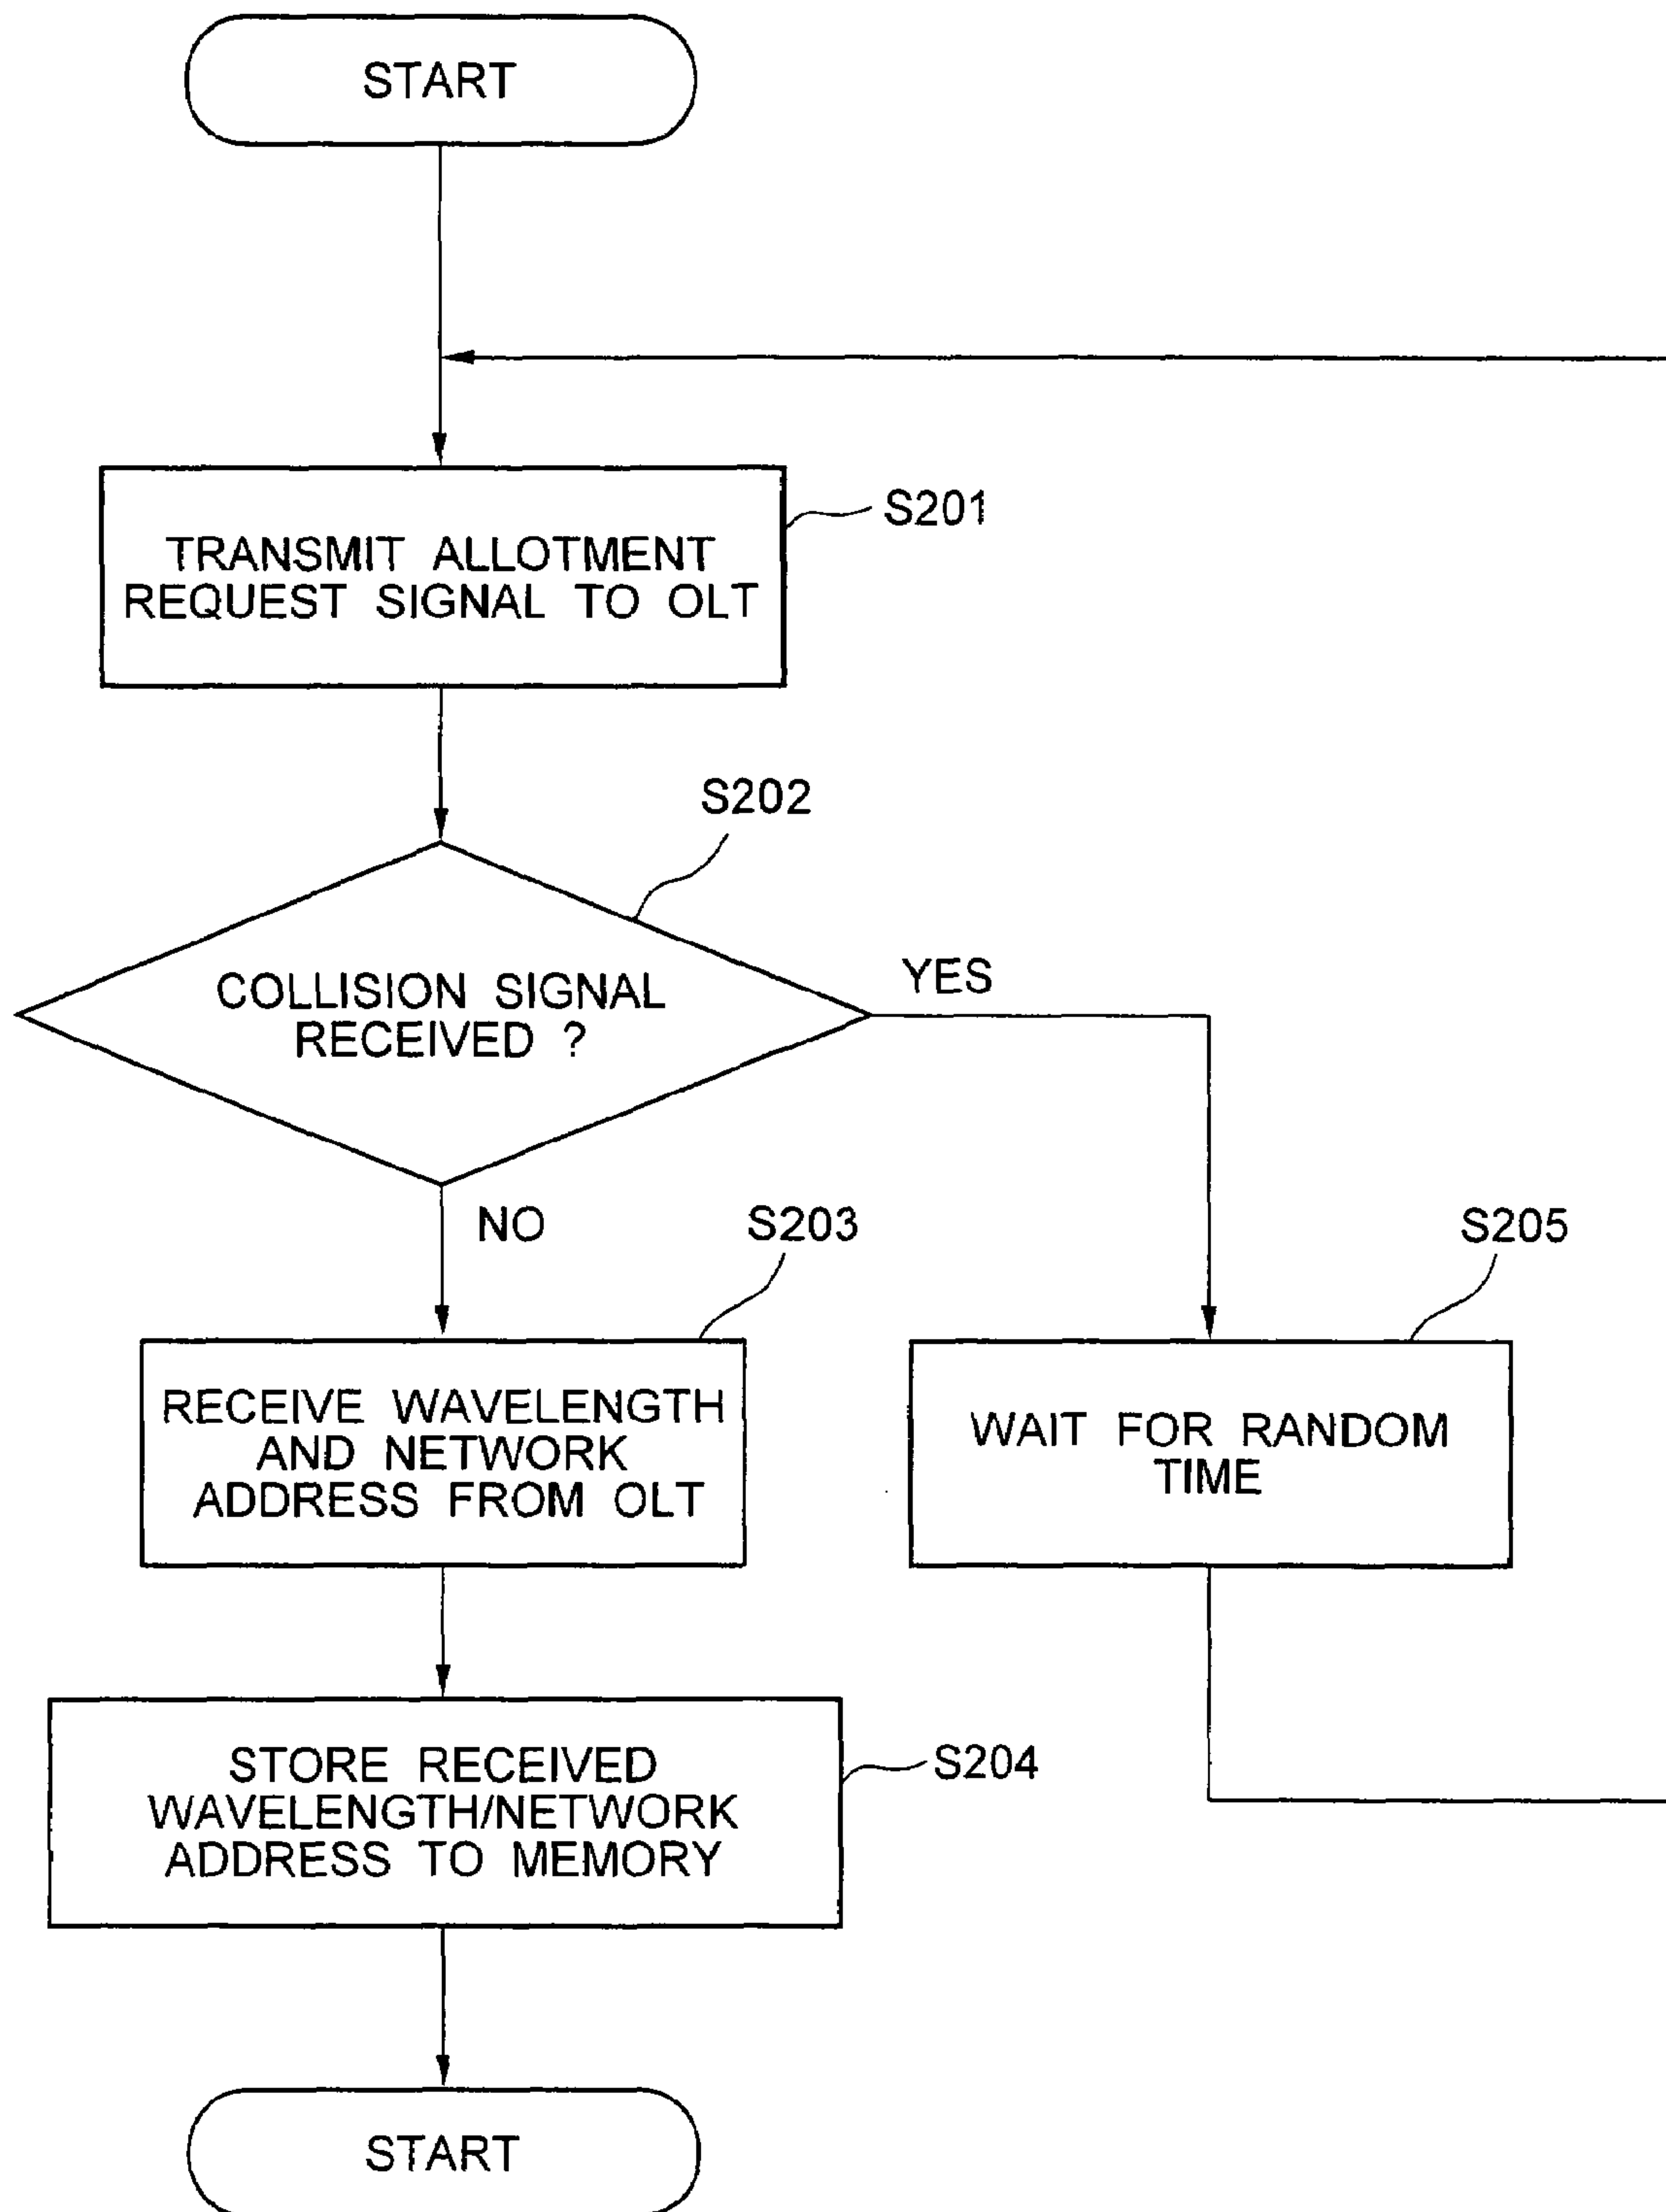 START
S201
TRANSMIT ALLOTMENT
REQUEST SIGNAL TO OLT
S202
COLLISION SIGNAL
RECEIVED ?
YES
NO
S203
S205
RECEIVE WAVELENGTH
AND NETWORK
ADDRESS FROM OLT
WAIT FOR RANDOM
TIME
STORE RECEIVED
WAVELENGTH/NETWORK
ADDRESS TO MEMORY
S204
START